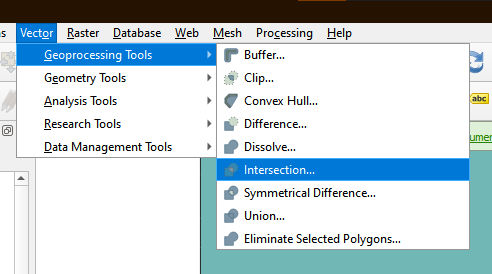 Vector Raster Database Web Mesh Processing Help
Geoprocessing Tools
Geometry Tools
Analysis Tools
Research Tools
Data Management Tools
Buffer...
Clip...
Convex Hull...
Difference...
Dissolve...
Intersection...
Symmetrical Difference...
Union...
Eliminate Selected Polygons...
abc